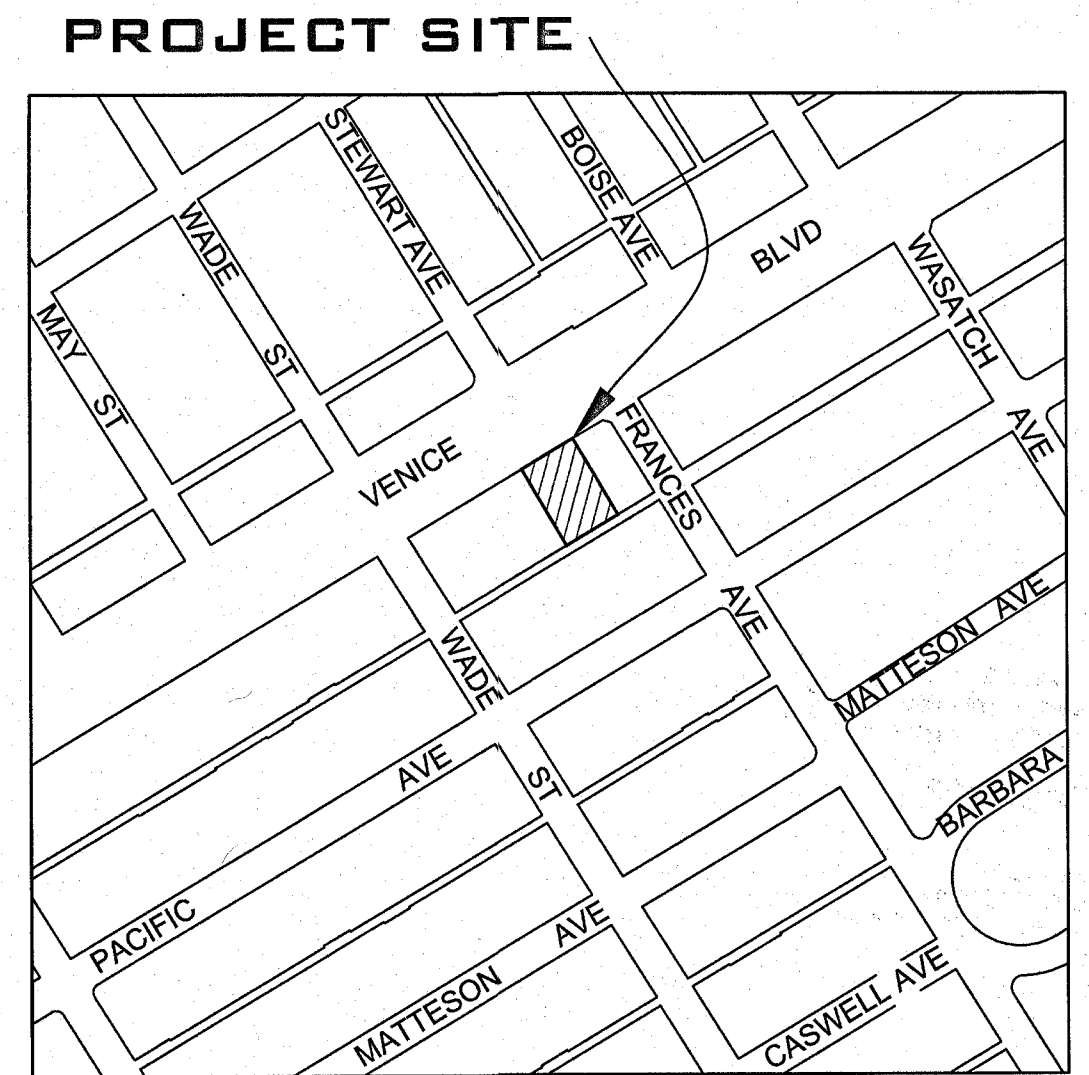 PROJECT SITE
STEWART AVE
BOISE AVE
WADE
ST
BLVD
WASATCH
AVE
MAY
ST
VENICE
FRANCES
AVE
MATTESON AVE
WADE
ST
BARBARA
PACIFIC
AVE
MATTESON
AVE
CASWELL AVE